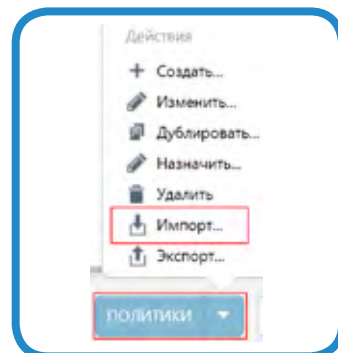 Действия
Создать...
Изменить...
Дублировать...
Назначить...
Удалить
Импорт...
Экспорт...
ПОЛИТИКИ